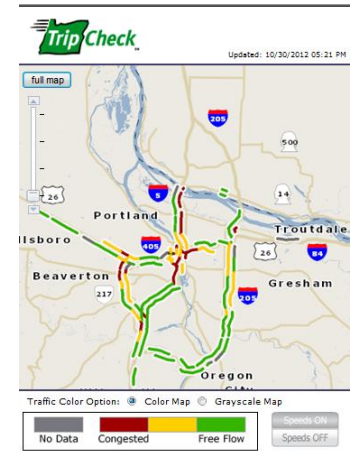 TripCheck
Updated: 10/30/2012 05:21 PM
full map
205
500
5
14
26
Portland
Troutdale
llsboro
405
26
84
Beaverton
Gresham
217
205
Oregon
City
Traffic Color Option: Color Map Grayscale Map
No Data Congested Free Flow
Speeds ON
Speeds OFF